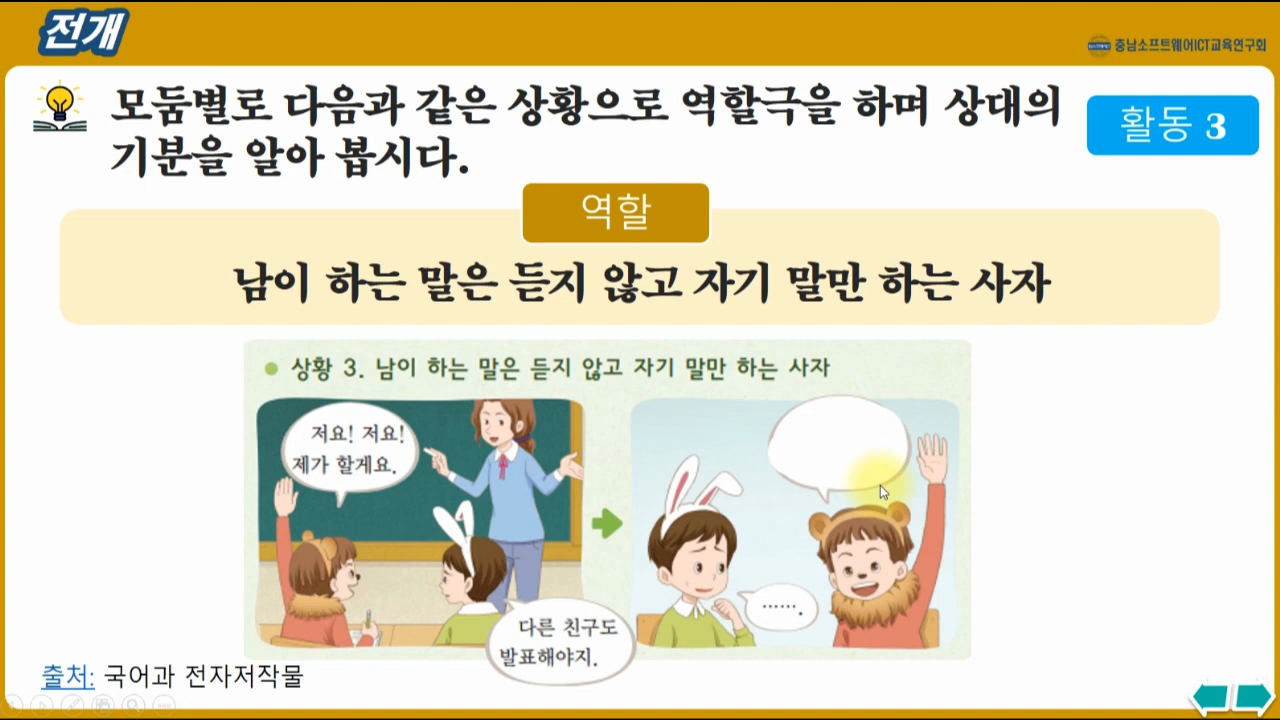 전개
충남소프트웨어ICT교육연구회
모둠별로 다음과 같은 상황으로 역할극을 하며 상대의
기분을 알아 봅시다.
활동 3
역할
남이 하는 말은 듣지 않고 자기 말만 하는 사자
상황 3. 남이 하는 말은 듣지 않고 자기 말만 하는 사자
저요! 저요!
제가 할게요.
다른 친구도
발표해야지.
…….
출처: 국어과 전자저작물